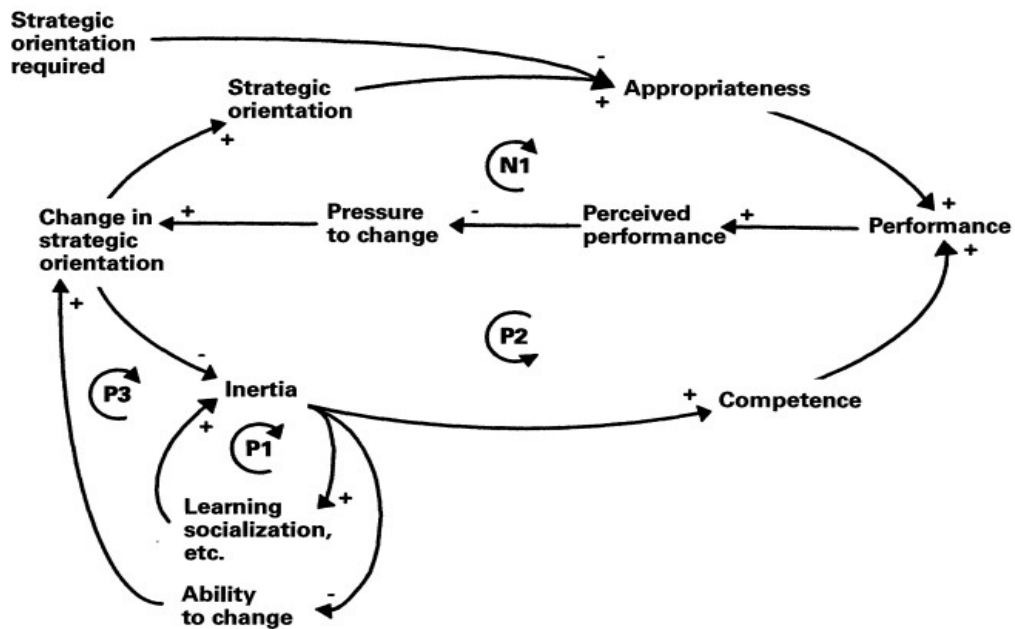 Strategic
orientation
required
-
Strategic
orientation
+
Appropriateness
+
N1
Change in
strategic
orientation
+
Pressure
to change
-
Perceived
performance
+
+
Performance
+
+
P2
-
P3
Inertia
+
Competence
+
P1
Learning
socialization,
etc.
+
Ability
to change
-